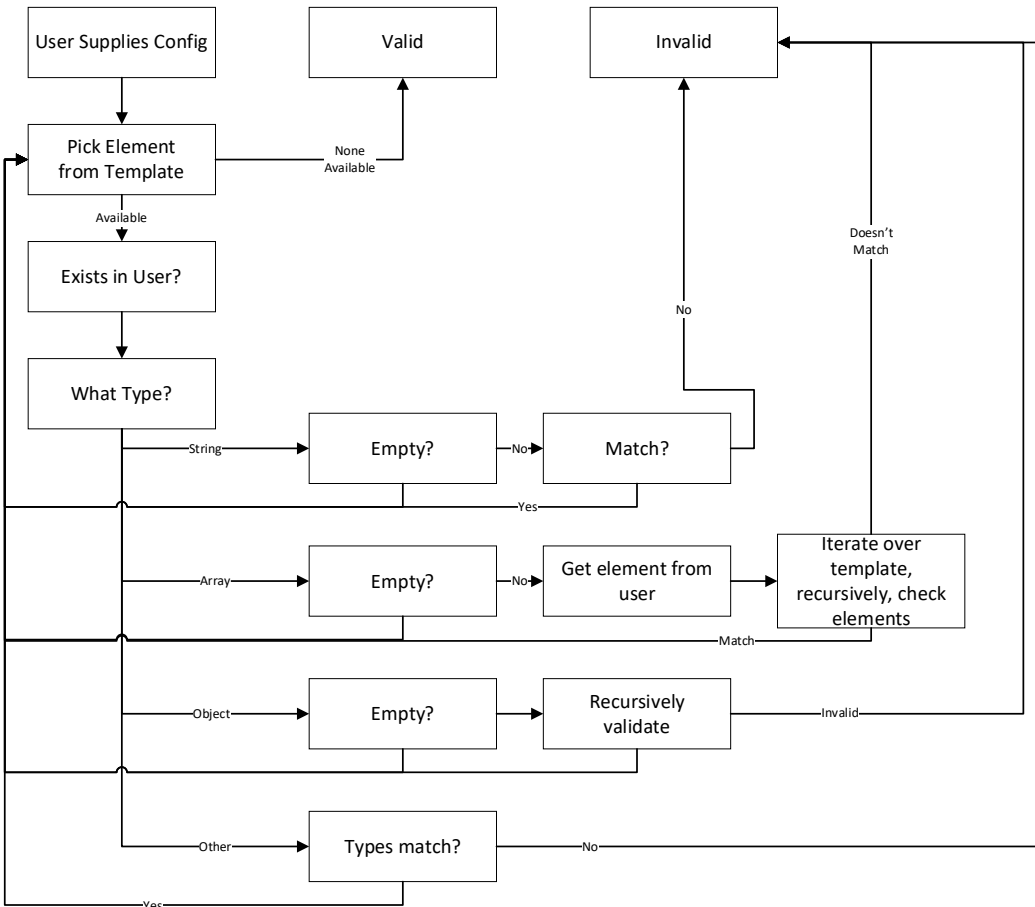 User Supplies Config
Valid
Invalid
Pick Element
from Template
None
Available
Available
Doesn't
Match
Exists in User?
No
What Type?
String
Empty?
No
Match?
Yes
Array
Empty?
No
Get element from
user
Iterate over
template,
recursively, check
elements
Match
Object
Empty?
Recursively
validate
Invalid
Other
Types match?
No
Yes